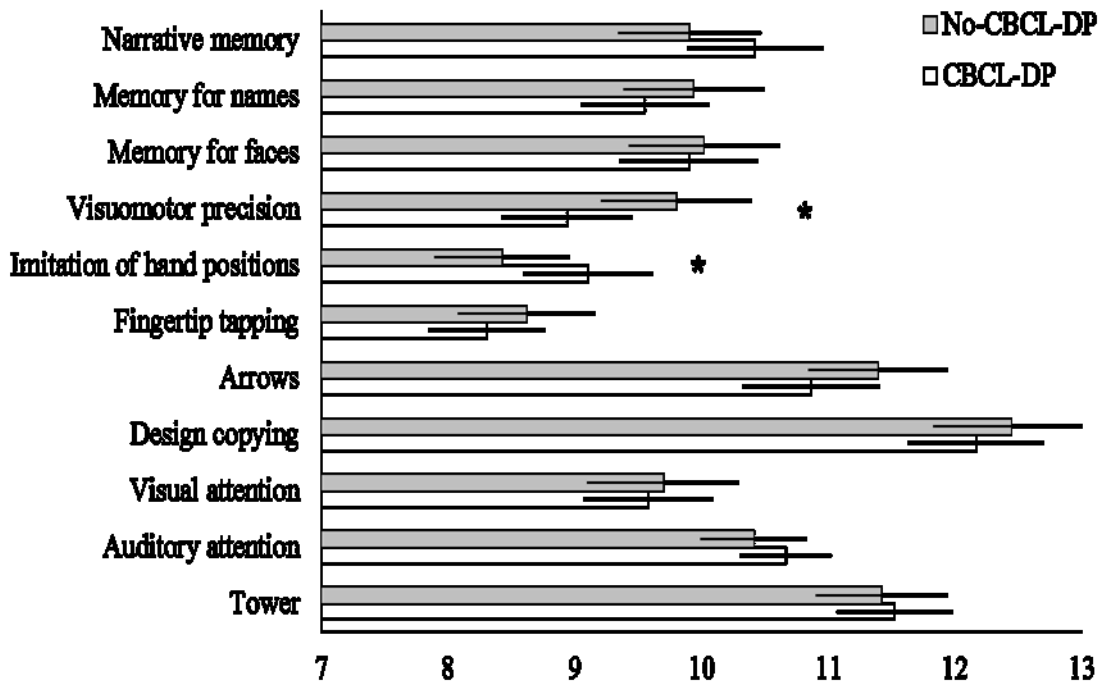 No-CBCL-DP
CBCL-DP
Narrative memory
Memory for names
Memory for faces
Visuomotor precision
*
Imitation of hand positions
*
Fingertip tapping
Arrows
Design copying
Visual attention
Auditory attention
Tower
7 8 9 10 11 12 13